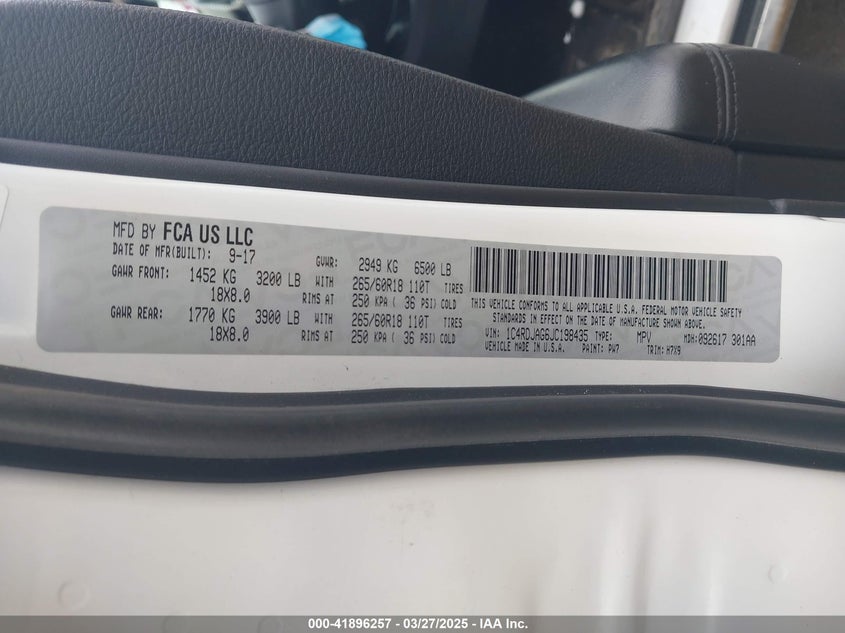 MFD BY FCA US LLC
DATE OF MFR(BUILT): 9-17 GVWR: 2949 KG 6500 LB
GAWR FRONT: 1452 KG 3200 LB WITH 265/60R18 110T TIRES
18X8.0 RIMS AT 250 KPA ( 36 PSI) COLD
GAWR REAR: 1770 KG 3900 LB WITH 265/60R18 110T TIRES
18X8.0 RIMS AT 250 KPA ( 36 PSI) COLD
THIS VEHICLE CONFORMS TO ALL APPLICABLE U.S.A. FEDERAL MOTOR VEHICLE SAFETY
STANDARDS IN EFFECT ON THE DATE OF MANUFACTURE SHOWN ABOVE.
VIN: 1C4RDJAG6JC198435 TYPE: MPV MDH:092617 301AA
VEHICLE MADE IN U.S.A. PAINT: PW7 TRIM: H7X9
000-41896257 - 03/27/2025 - IAA Inc.